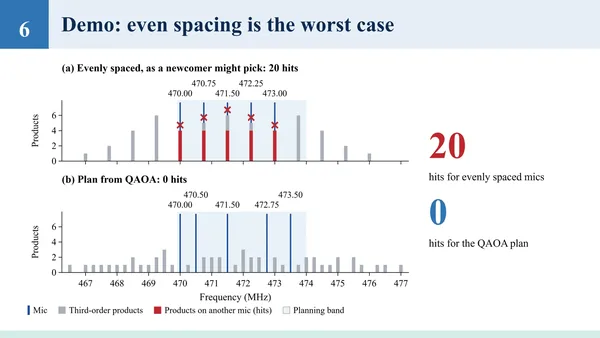 6
Demo: even spacing is the worst case
(a) Evenly spaced, as a newcomer might pick: 20 hits
470.75 472.25
470.00 471.50 473.00
Products
6
4
2
0
(b) Plan from QAOA: 0 hits
470.50 473.50
470.00 471.50 472.75
Products
6
4
2
0
467 468 469 470 471 472 473 474 475 476 477
Frequency (MHz)
Mic Third-order products Products on another mic (hits) Planning band
20
hits for evenly spaced mics
0
hits for the QAOA plan